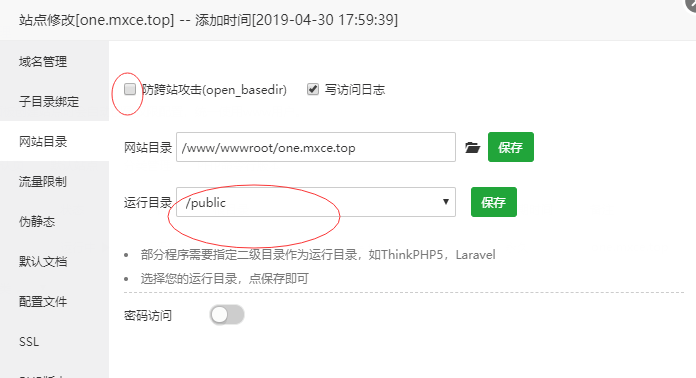 站点修改[one.mxce.top] -- 添加时间[2019-04-30 17:59:39]
域名管理
子目录绑定
网站目录
流量限制
伪静态
默认文档
配置文件
SSL
防跨站攻击(open_basedir) 写访问日志
网站目录 /www/wwwroot/one.mxce.top 保存
运行目录 /public 保存
部分程序需要指定二级目录作为运行目录，如ThinkPHP5，Laravel
选择您的运行目录，点保存即可
密码访问